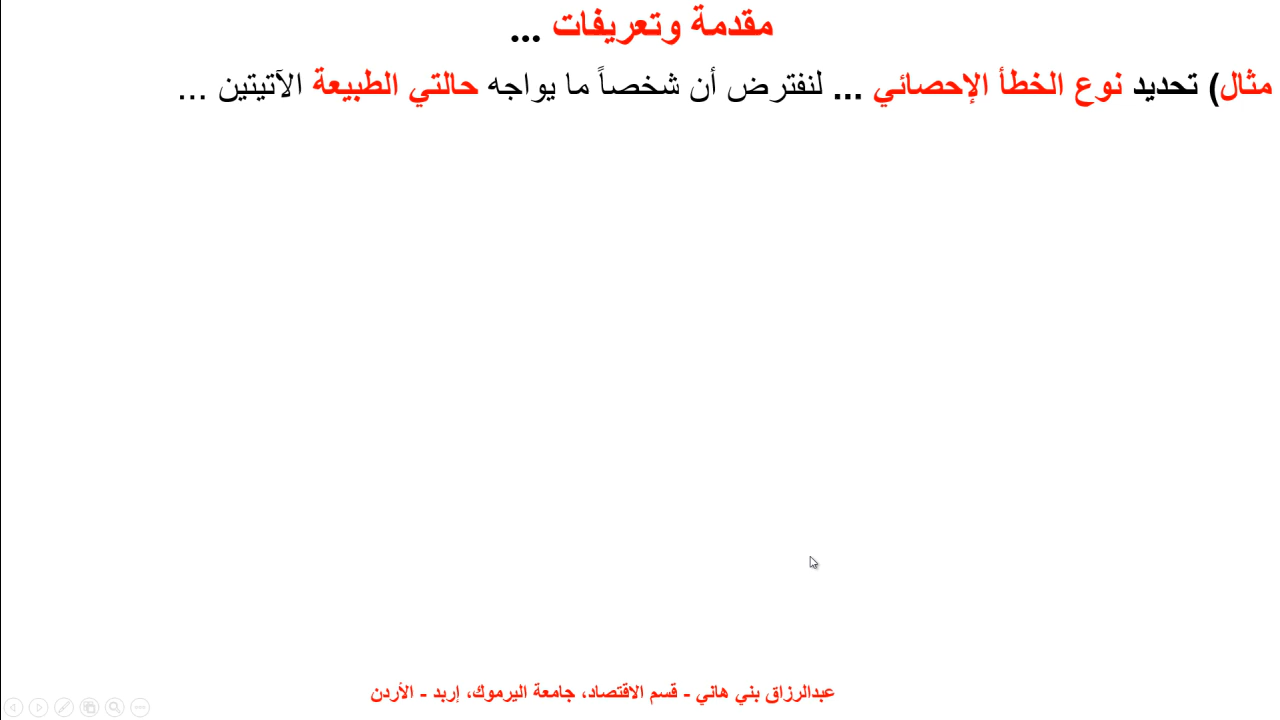 مقدمة وتعريفات ...
مثال) تحديد نوع الخطأ الإحصائي ... لنفترض أن شخصاً ما يواجه حالتي الطبيعة الآتيتين ...
عبدالرزاق بني هاني - قسم الاقتصاد، جامعة اليرموك، إربد - الأردن